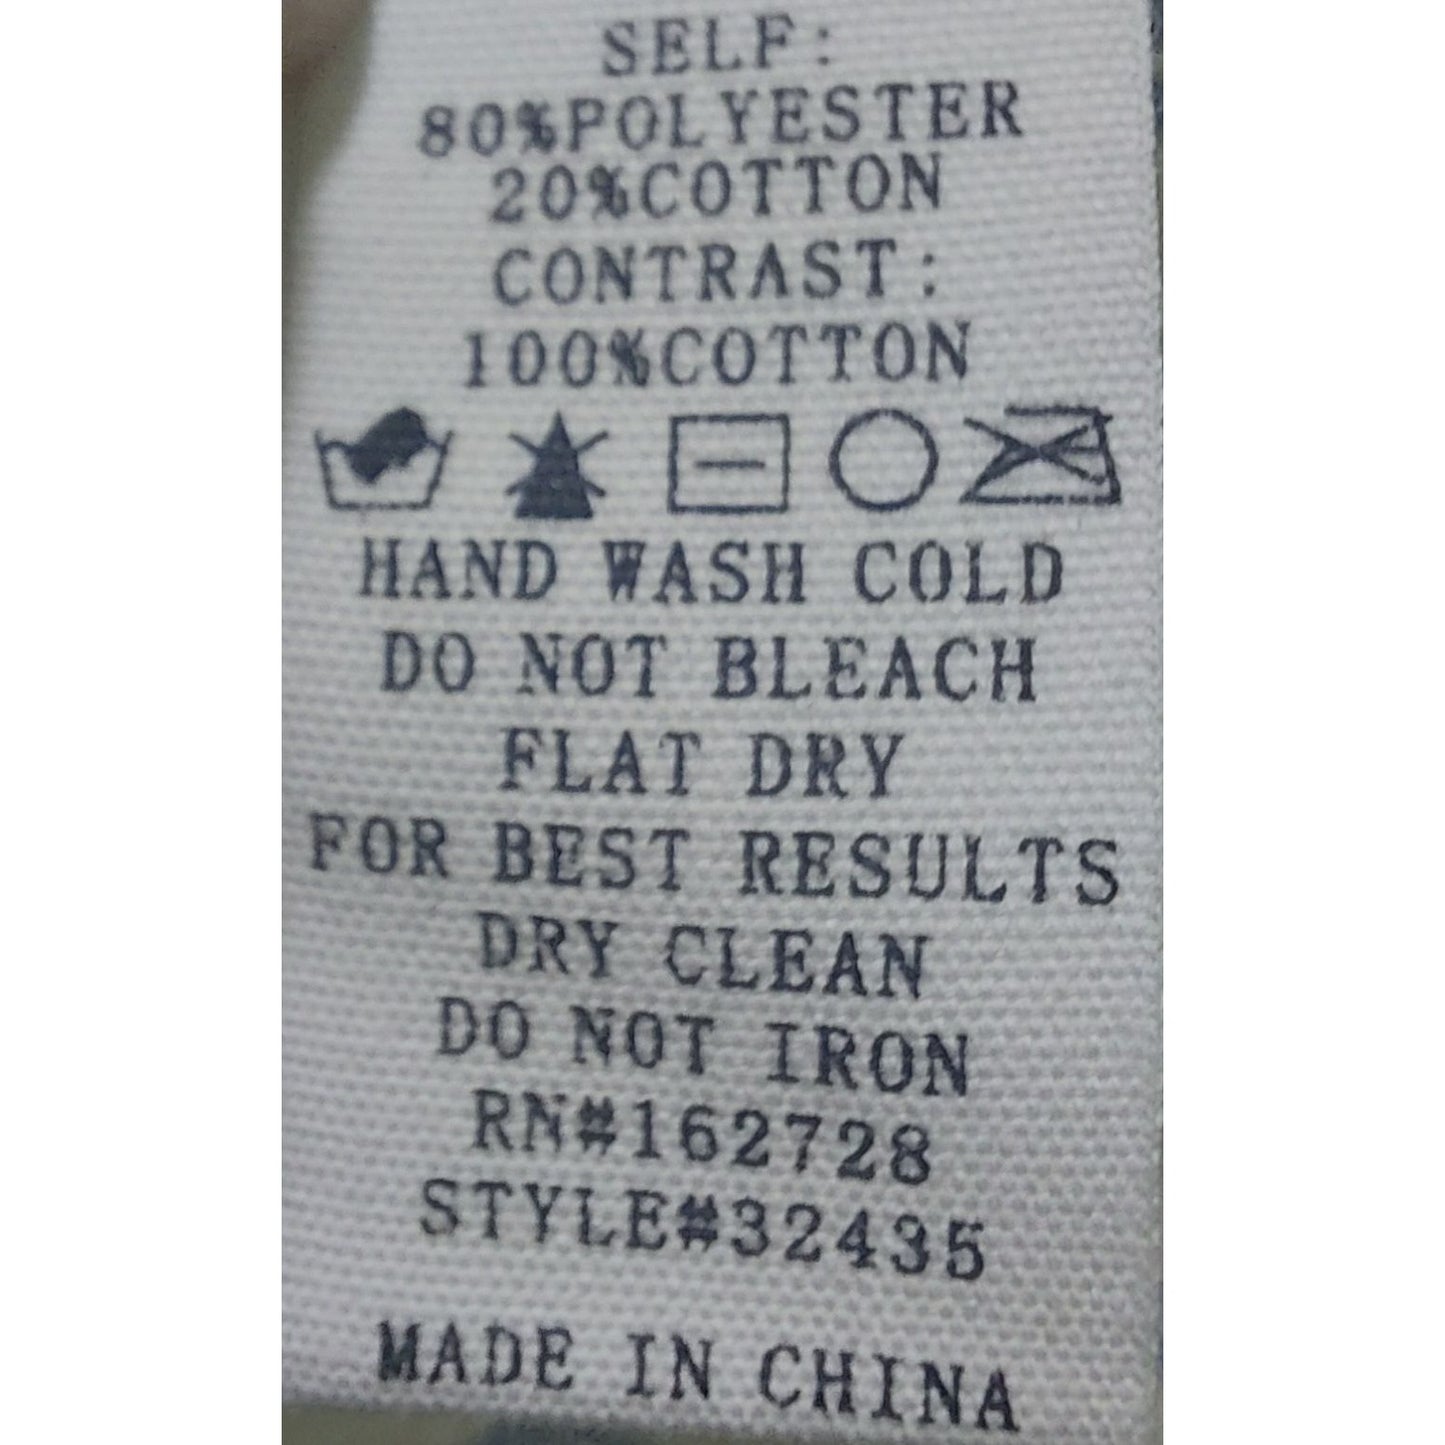 SELF:
80%POLYESTER
20%COTTON
CONTRAST:
100%COTTON
HAND WASH COLD
DO NOT BLEACH
FLAT DRY
FOR BEST RESULTS
DRY CLEAN
DO NOT IRON
RN#162728
STYLE#32435
MADE IN CHINA